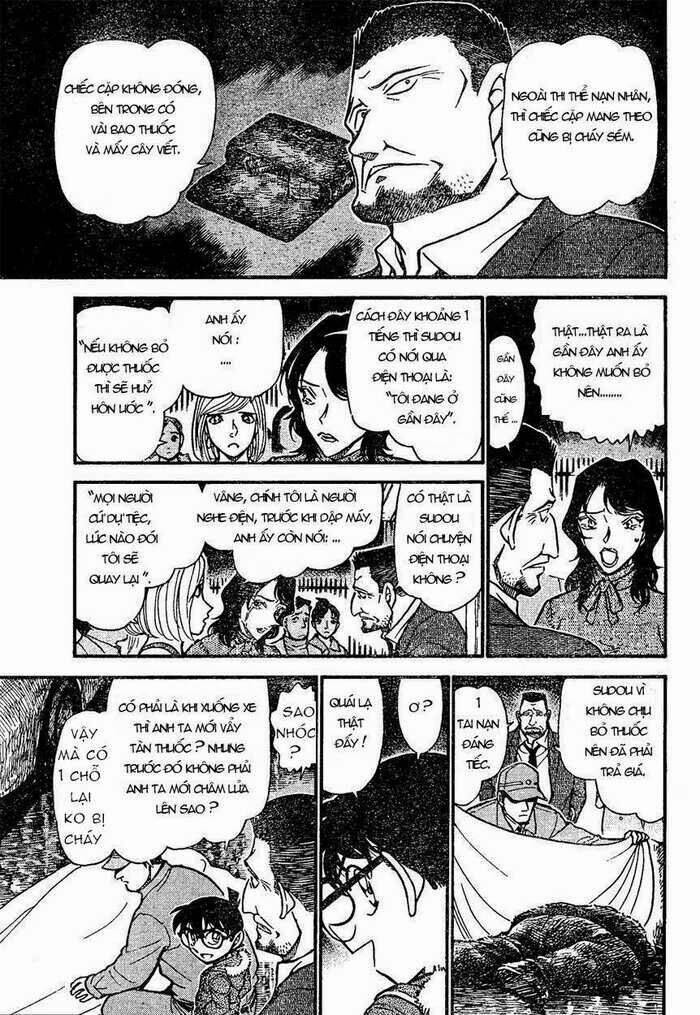 NGOÀI THI THỂ NẠN NHÂN,
THÌ CHIẾC CẶP MANG THEO
CŨNG BỊ CHÁY SÉM.
CHIẾC CẶP KHÔNG ĐÓNG,
BÊN TRONG CÓ
VÀI BAO THUỐC
VÀ MẤY CÂY VIẾT.
THẬT...THẬT RA LÀ
GẦN ĐÂY ANH ẤY
KHÔNG MUỐN BỎ
NÊN........
GẦN
ĐÂY
CŨNG
THẾ ...
CÁCH ĐÂY KHOẢNG 1
TIẾNG THÌ SUDOU
CÓ NÓI QUA
ĐIỆN THOẠI LÀ:
"TÔI ĐANG Ở
GẦN ĐÂY".
ANH ẤY
NÓI :
....
"NẾU KHÔNG BỎ
ĐƯỢC THUỐC
THÌ SẼ HUỶ
HÔN ƯỚC".
CÓ THẬT LÀ
SUDOU
NÓI CHUYỆN
ĐIỆN THOẠI
KHÔNG ?
VÂNG, CHÍNH TÔI LÀ NGƯỜI
NGHE ĐIỆN, TRƯỚC KHI DẬP MÁY,
ANH ẤY CÒN NÓI: ...
"MỌI NGƯỜI
CỨ DỰ TIỆC,
LÚC NÀO ĐÓI
TÔI SẼ
QUAY LẠI".
SUDOU VÌ
KHÔNG CHỊU
BỎ THUỐC
NÊN ĐÃ PHẢI
TRẢ GIÁ.
1
TAI NẠN
ĐÁNG
TIẾC.
Ơ ?
QUÁI LẠ
THẬT
ĐẤY !
SAO
NHÓC ?
CÓ PHẢI LÀ KHI XUỐNG XE
THÌ ANH TA MỚI VẨY
TÀN THUỐC ? NHƯNG
TRƯỚC ĐÓ KHÔNG PHẢI
ANH TA MỚI CHÂM LỬA
LÊN SAO ?
VẬY
MÀ CÓ
1 CHỖ
LẠI
KO BỊ
CHÁY